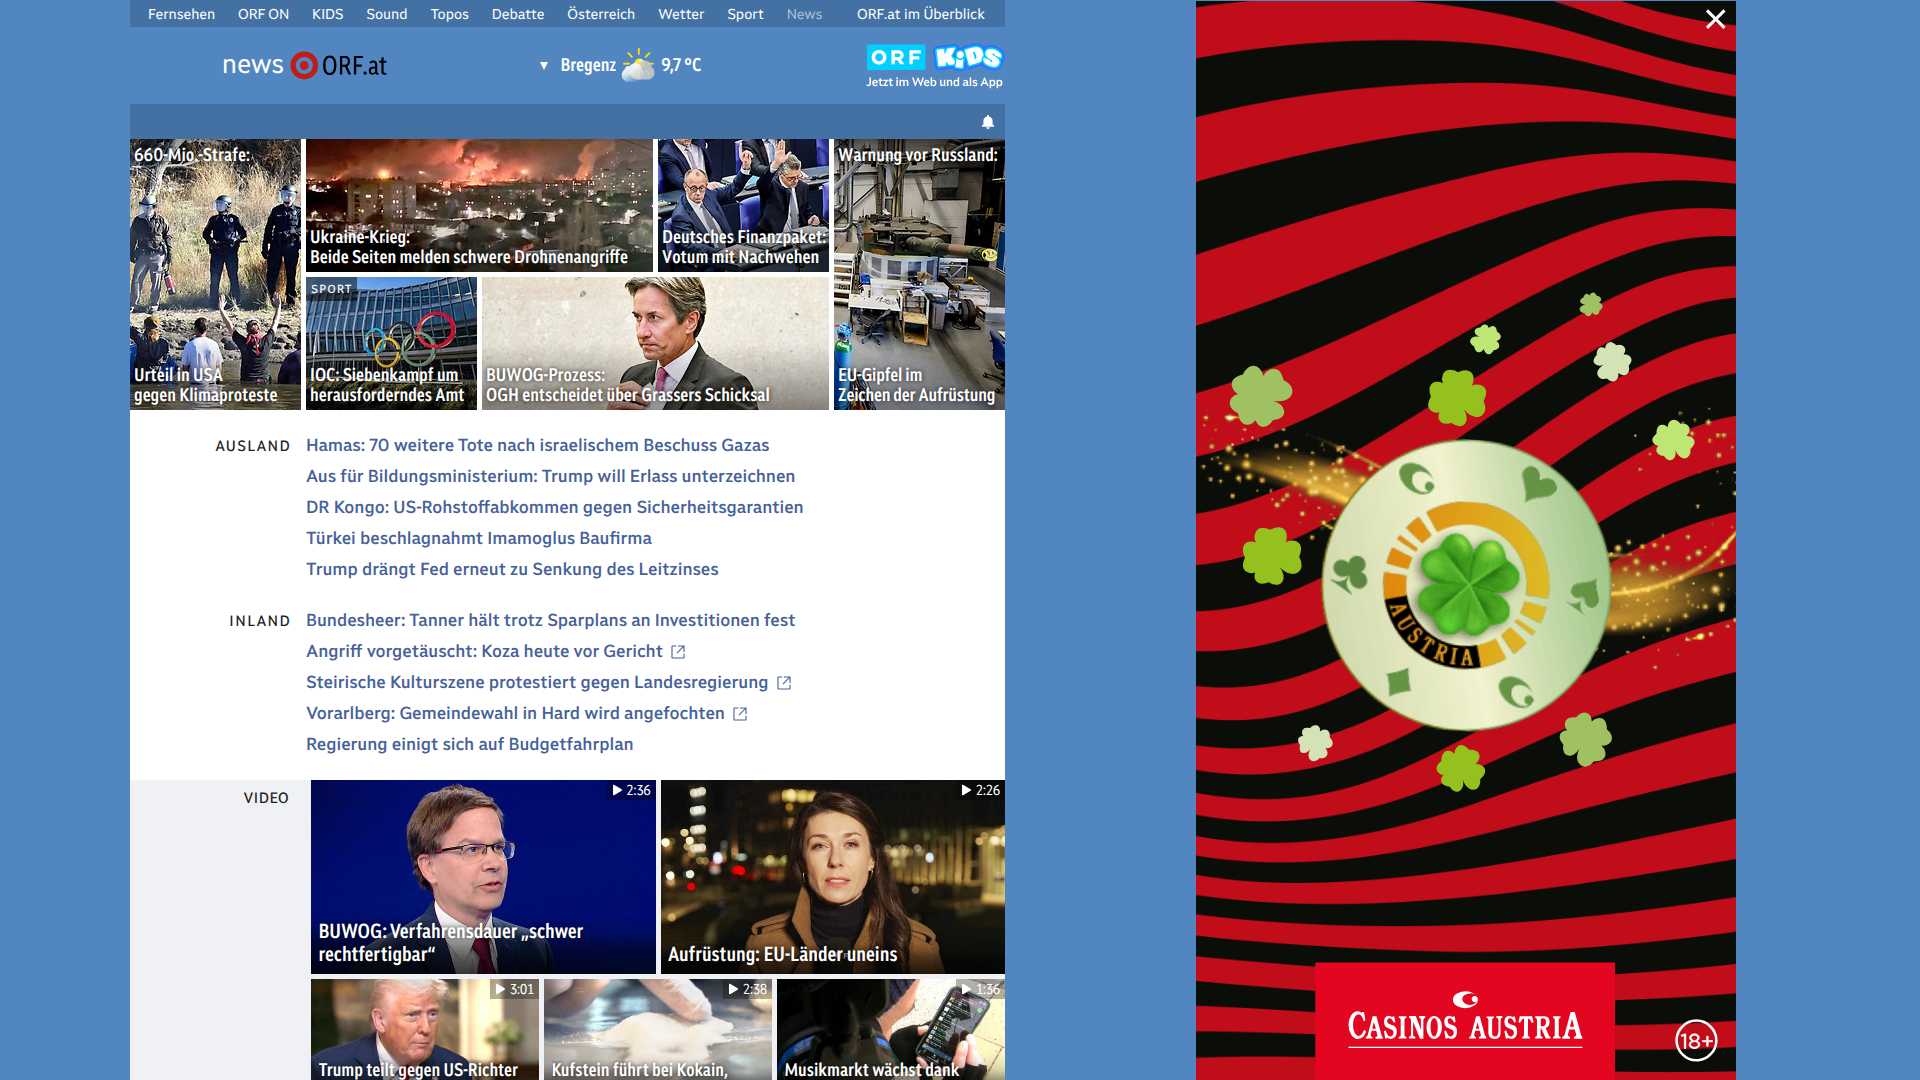 Fernsehen ORF ON KIDS Sound Topos Debatte Österreich Wetter Sport News ORF.at im Überblick
news ORF.at
▼ Bregenz 9,7 °C
ORF KiDS
Jetzt im Web und als App
660-Mio.-Strafe:
Urteil in USA
gegen Klimaproteste
Ukraine-Krieg:
Beide Seiten melden schwere Drohnenangriffe
Deutsches Finanzpaket:
Votum mit Nachwehen
Warnung vor Russland:
EU-Gipfel im
Zeichen der Aufrüstung
SPORT
IOC: Siebenkampf um
herausforderndes Amt
BUWOG-Prozess:
OGH entscheidet über Grassers Schicksal
AUSLAND
Hamas: 70 weitere Tote nach israelischem Beschuss Gazas
Aus für Bildungsministerium: Trump will Erlass unterzeichnen
DR Kongo: US-Rohstoffabkommen gegen Sicherheitsgarantien
Türkei beschlagnahmt Imamoglus Baufirma
Trump drängt Fed erneut zu Senkung des Leitzinses
INLAND
Bundesheer: Tanner hält trotz Sparplans an Investitionen fest
Angriff vorgetäuscht: Koza heute vor Gericht
Steirische Kulturszene protestiert gegen Landesregierung
Vorarlberg: Gemeindewahl in Hard wird angefochten
Regierung einigt sich auf Budgetfahrplan
VIDEO
2:36
BUWOG: Verfahrensdauer „schwer
rechtfertigbar“
2:26
Aufrüstung: EU-Länder uneins
3:01
Trump teilt gegen US-Richter
2:38
Kufstein führt bei Kokain,
1:36
Musikmarkt wächst dank
AUSTRIA
CASINOS AUSTRIA
18+